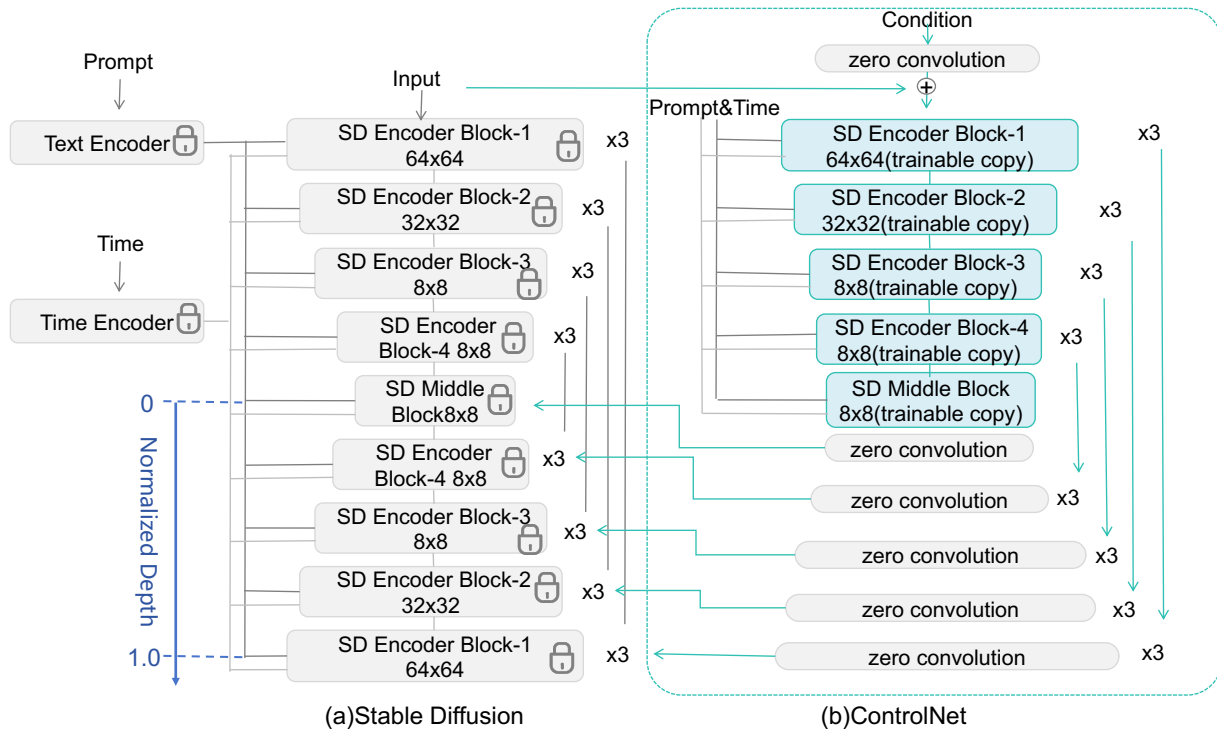 Prompt
Text Encoder
Time
Time Encoder
0
Normalized Depth
1.0
Input
SD Encoder Block-1
64x64
x3
SD Encoder Block-2
32x32
x3
SD Encoder Block-3
8x8
x3
SD Encoder
Block-4 8x8
x3
SD Middle
Block8x8
SD Encoder
Block-4 8x8
x3
SD Encoder Block-3
8x8
x3
SD Encoder Block-2
32x32
x3
SD Encoder Block-1
64x64
x3
(a)Stable Diffusion
Condition
zero convolution
+
Prompt&Time
SD Encoder Block-1
64x64(trainable copy)
x3
SD Encoder Block-2
32x32(trainable copy)
x3
SD Encoder Block-3
8x8(trainable copy)
x3
SD Encoder Block-4
8x8(trainable copy)
x3
SD Middle Block
8x8(trainable copy)
zero convolution
zero convolution
x3
zero convolution
x3
zero convolution
x3
zero convolution
x3
(b)ControlNet